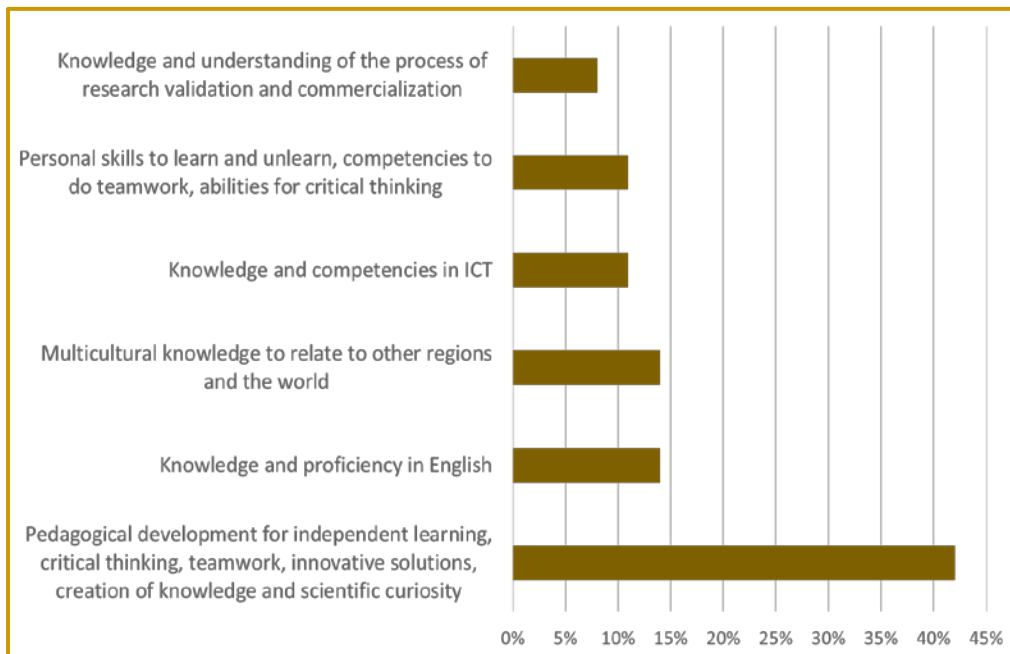 Knowledge and understanding of the process of
research validation and commercialization
Personal skills to learn and unlearn, competencies to
do teamwork, abilities for critical thinking
Knowledge and competencies in ICT
Multicultural knowledge to relate to other regions
and the world
Knowledge and proficiency in English
Pedagogical development for independent learning,
critical thinking, teamwork, innovative solutions,
creation of knowledge and scientific curiosity
0% 5% 10% 15% 20% 25% 30% 35% 40% 45%